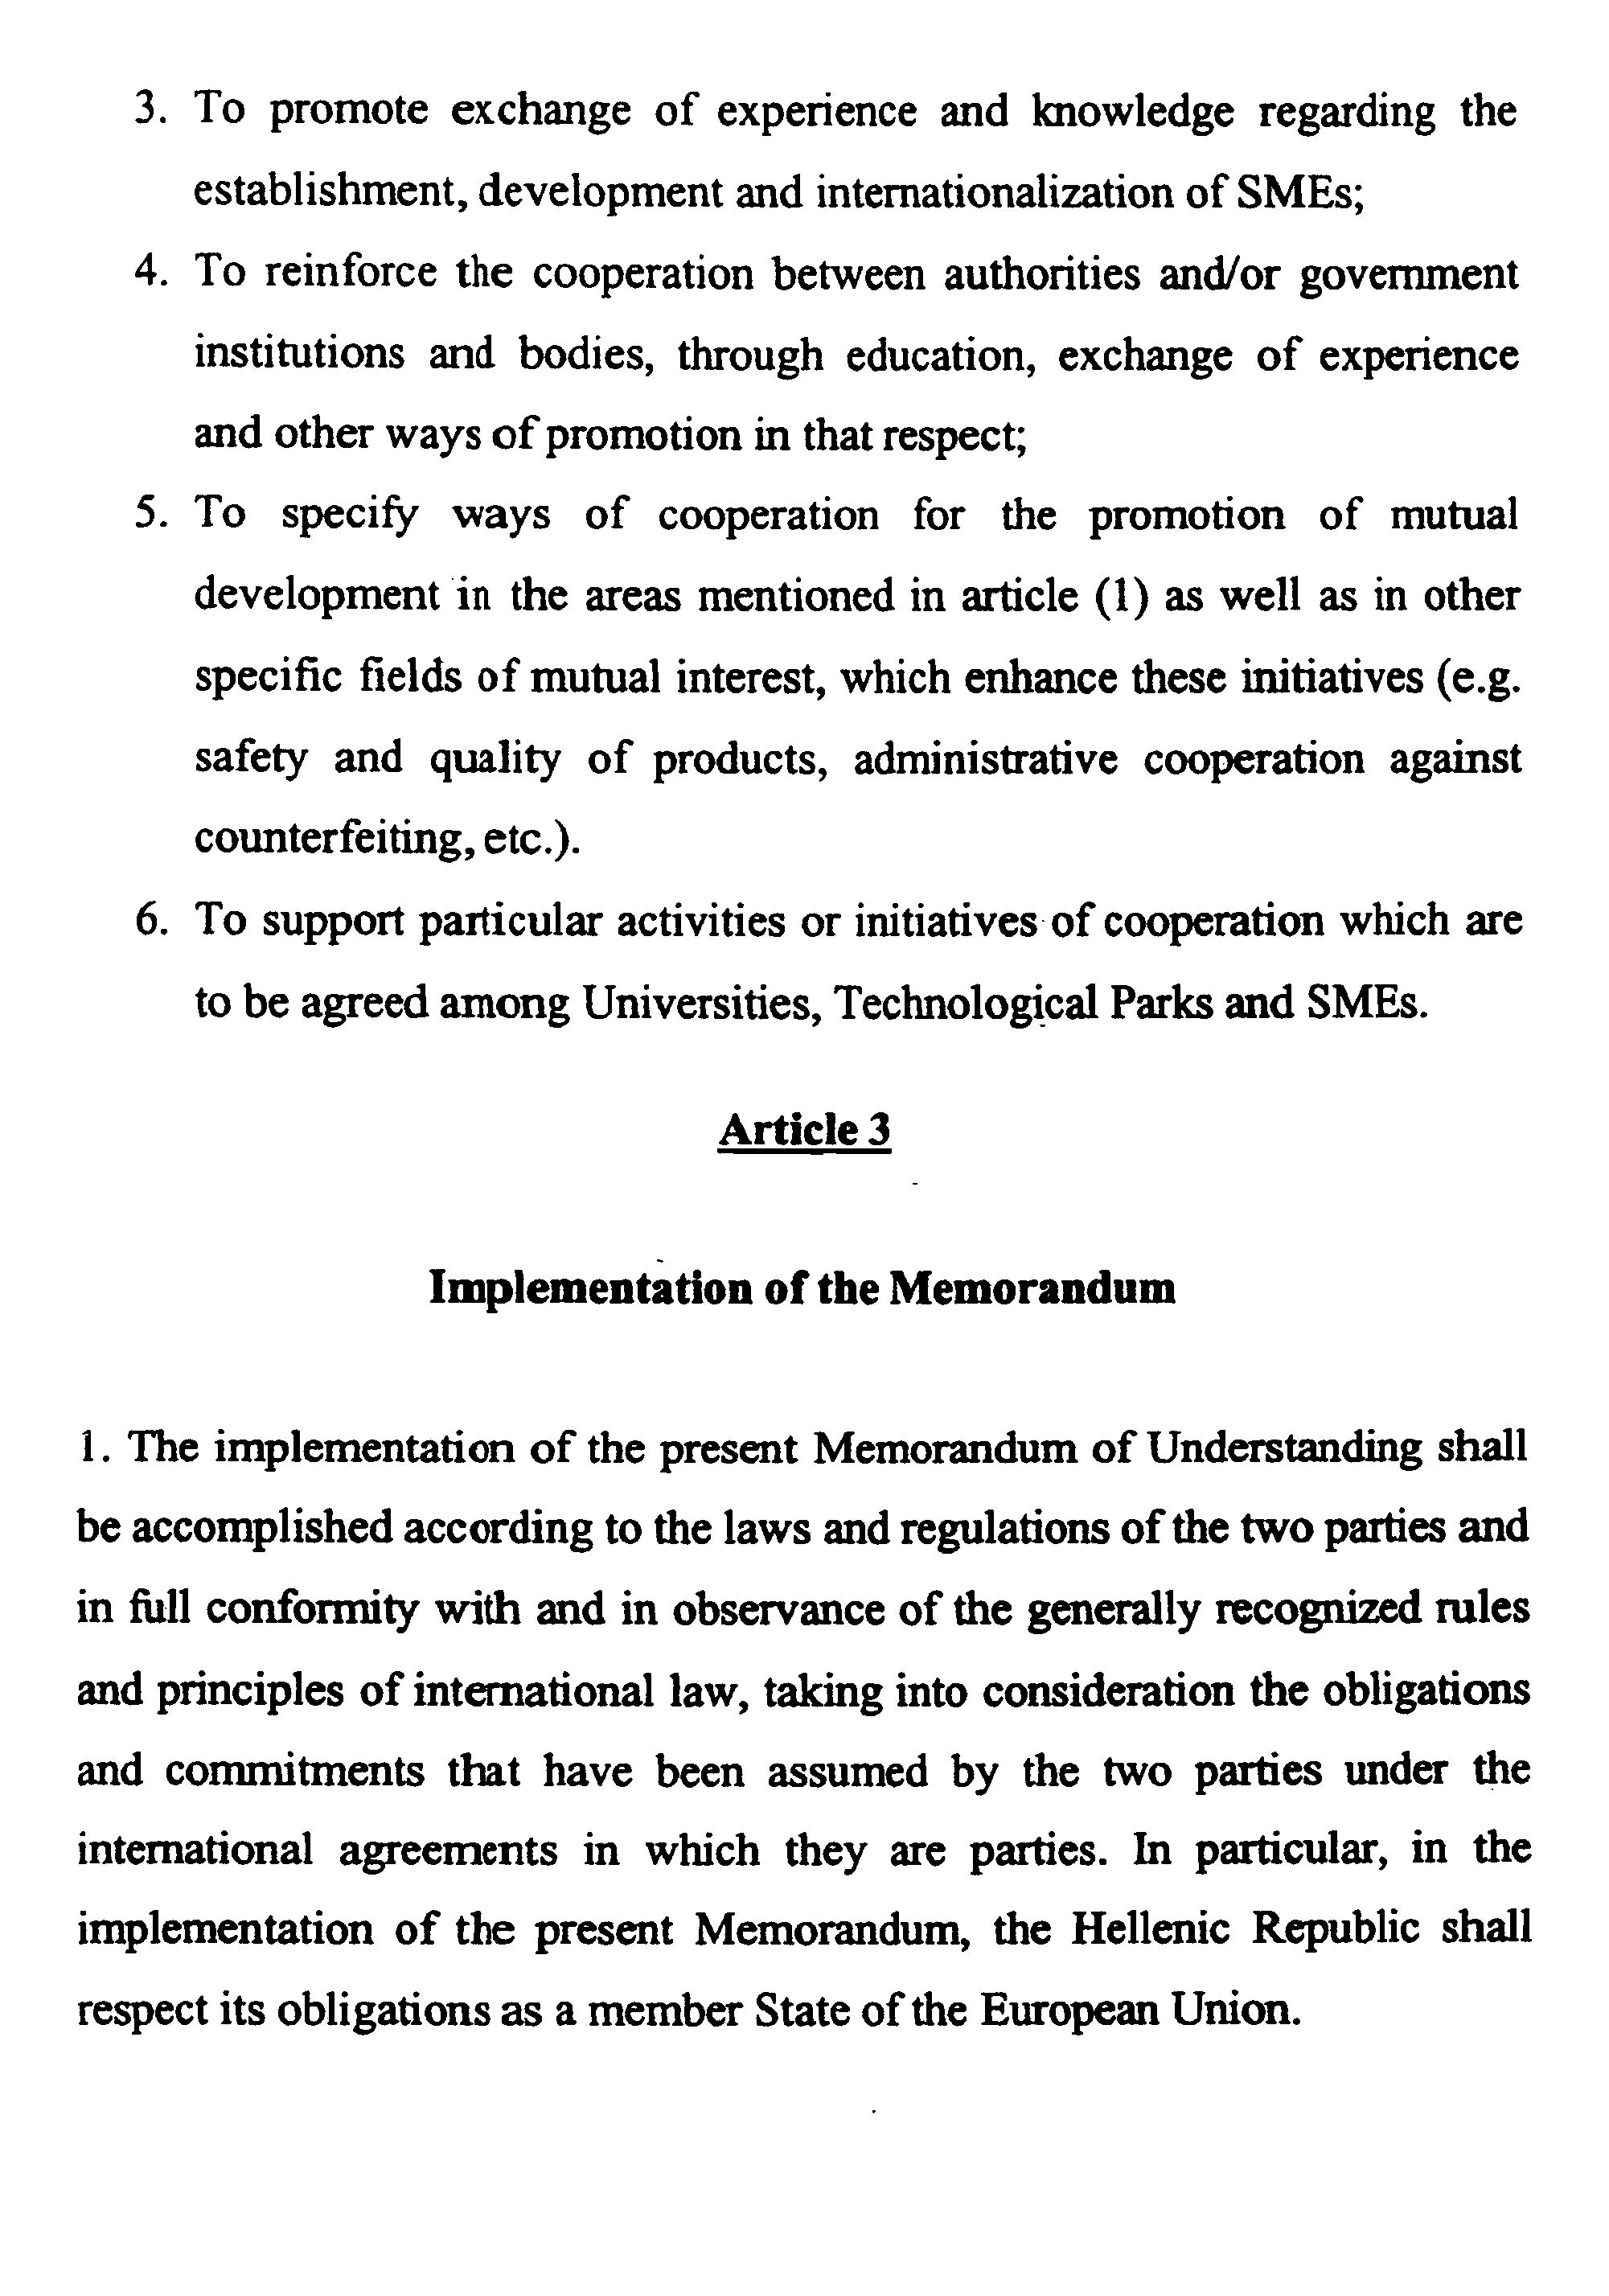 3. To promote exchange of experience and knowledge regarding the
establishment, development and internationalization of SMEs;
4. To reinforce the cooperation between authorities and/or government
institutions and bodies, through education, exchange of experience
and other ways of promotion in that respect;
5. To specify ways of cooperation for the promotion of mutual
development in the areas mentioned in article (1) as well as in other
specific fields of mutual interest, which enhance these initiatives (e.g.
safety and quality of products, administrative cooperation against
counterfeiting, etc.).
6. To support particular activities or initiatives of cooperation which are
to be agreed among Universities, Technological Parks and SMEs.
Article 3
Implementation of the Memorandum
1. The implementation of the present Memorandum of Understanding shall
be accomplished according to the laws and regulations of the two parties and
in full conformity with and in observance of the generally recognized rules
and principles of international law, taking into consideration the obligations
and commitments that have been assumed by the two parties under the
international agreements in which they are parties. In particular, in the
implementation of the present Memorandum, the Hellenic Republic shall
respect its obligations as a member State of the European Union.